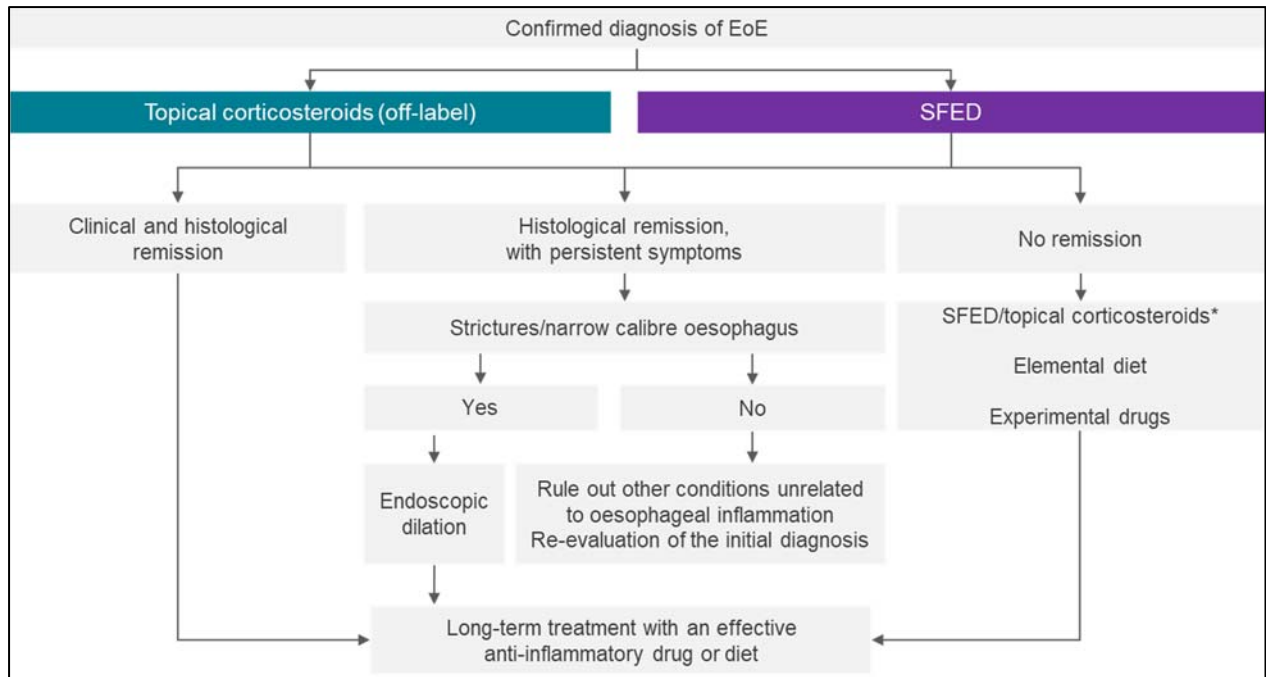 Confirmed diagnosis of EoE
Topical corticosteroids (off-label)
SFED
Clinical and histological
remission
Histological remission,
with persistent symptoms
No remission
Strictures/narrow calibre oesophagus
SFED/topical corticosteroids*
Elemental diet
Experimental drugs
Yes
No
Endoscopic
dilation
Rule out other conditions unrelated
to oesophageal inflammation
Re-evaluation of the initial diagnosis
Long-term treatment with an effective
anti-inflammatory drug or diet